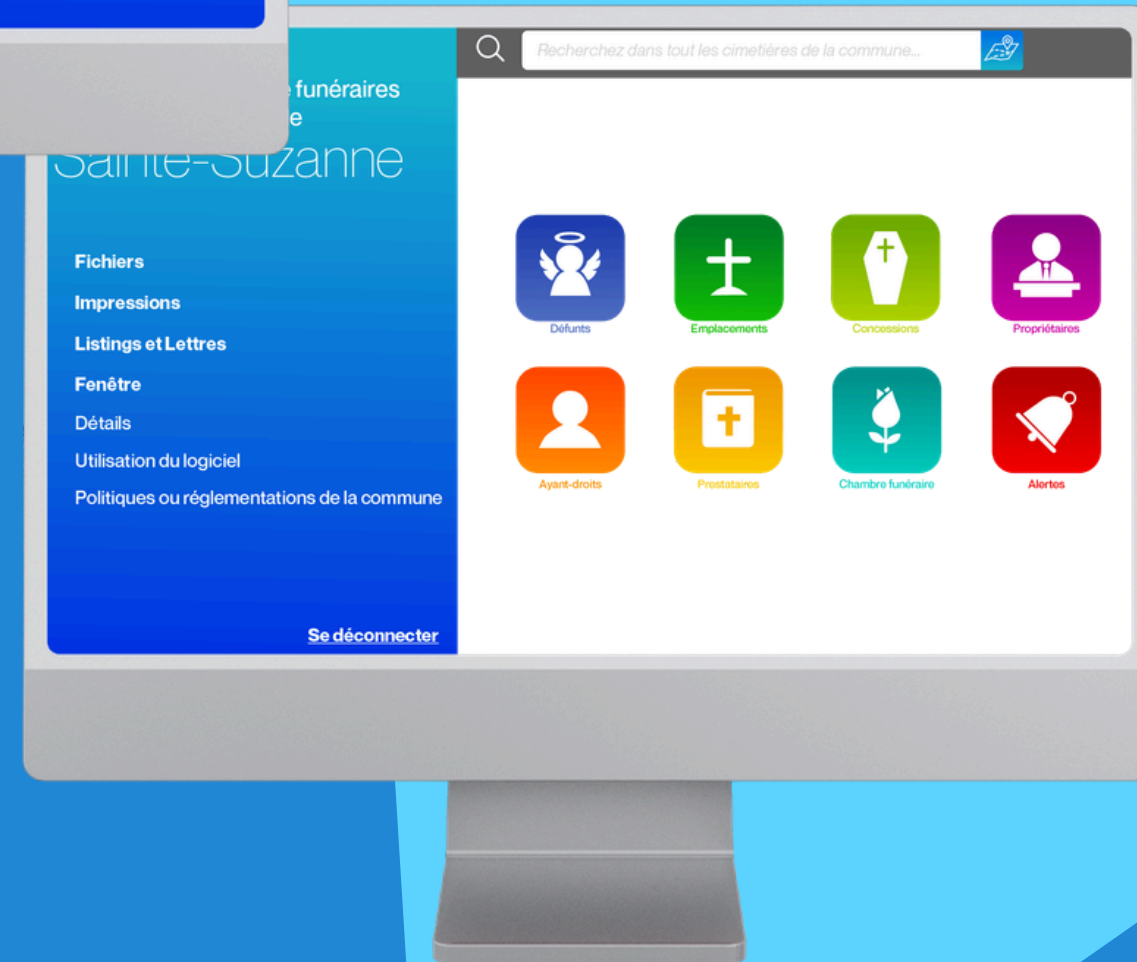 funéraires
e
Sainte-Suzanne
Fichiers
Impressions
Listings et Lettres
Fenêtre
Détails
Utilisation du logiciel
Politiques ou réglementations de la commune
Se déconnecter
Recherchez dans tout les cimetières de la commune...
Défunts
Emplacements
Concessions
Propriétaires
Ayant-droits
Prestataires
Chambre funéraire
Alertes